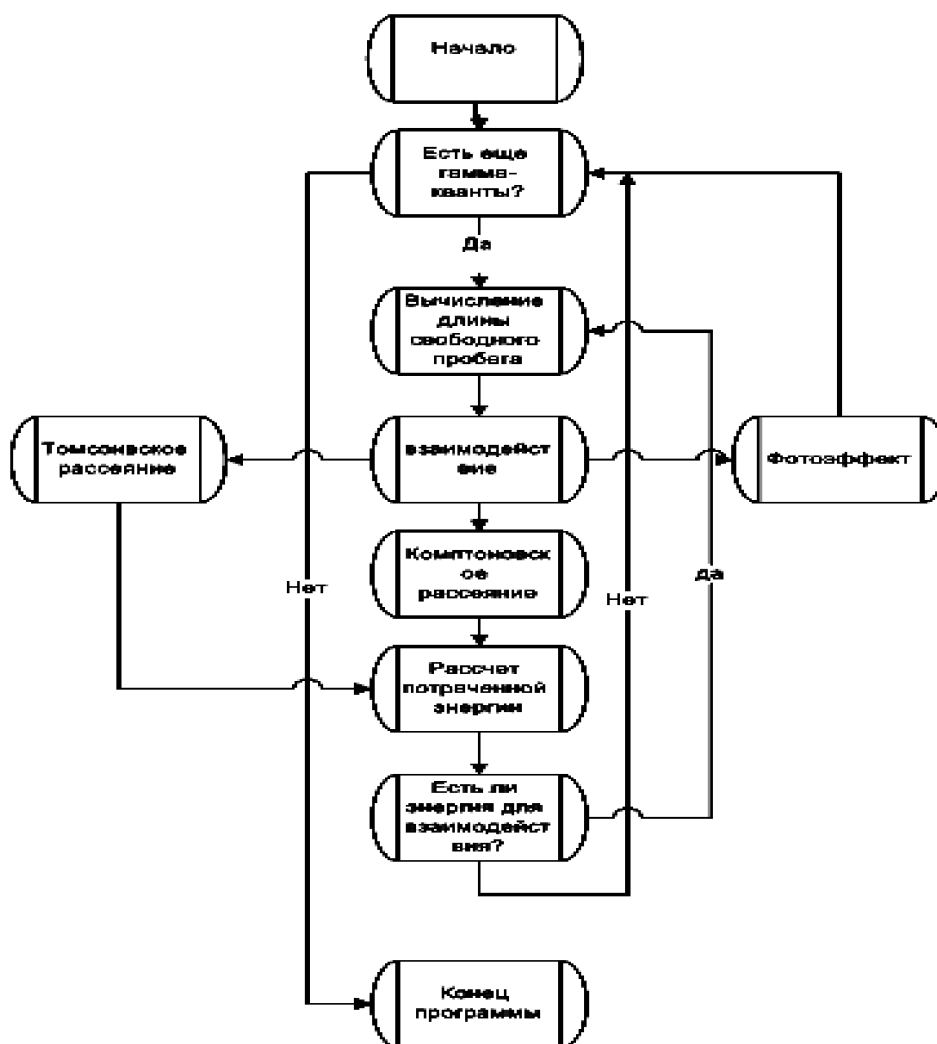 Начало
Есть еще
гамма-
кванты?
Да
Вычисление
длины
свободного
пробега
Томсоивское
рассеяние
взаимодейст
вие
Фотоэффект
Комптоновск
ое
рассеяние
Нет
Нет
да
Рассчет
потраченной
энергии
Есть ли
энергия для
взаимодейст
вия?
Конец
программы